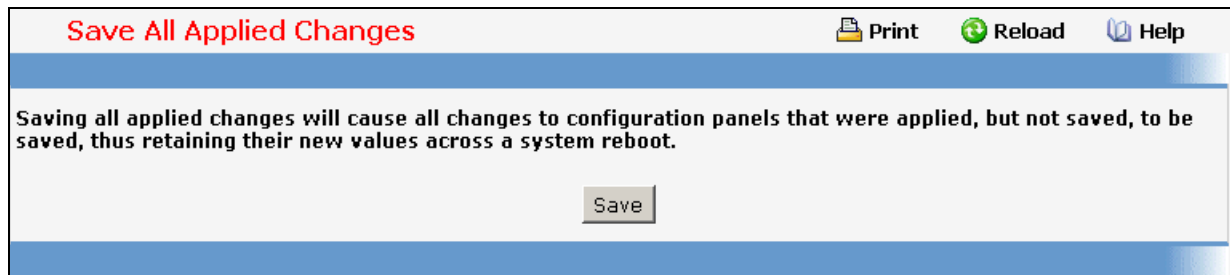 Save All Applied Changes Print Reload Help
Saving all applied changes will cause all changes to configuration panels that were applied, but not saved, to be
saved, thus retaining their new values across a system reboot.
Save